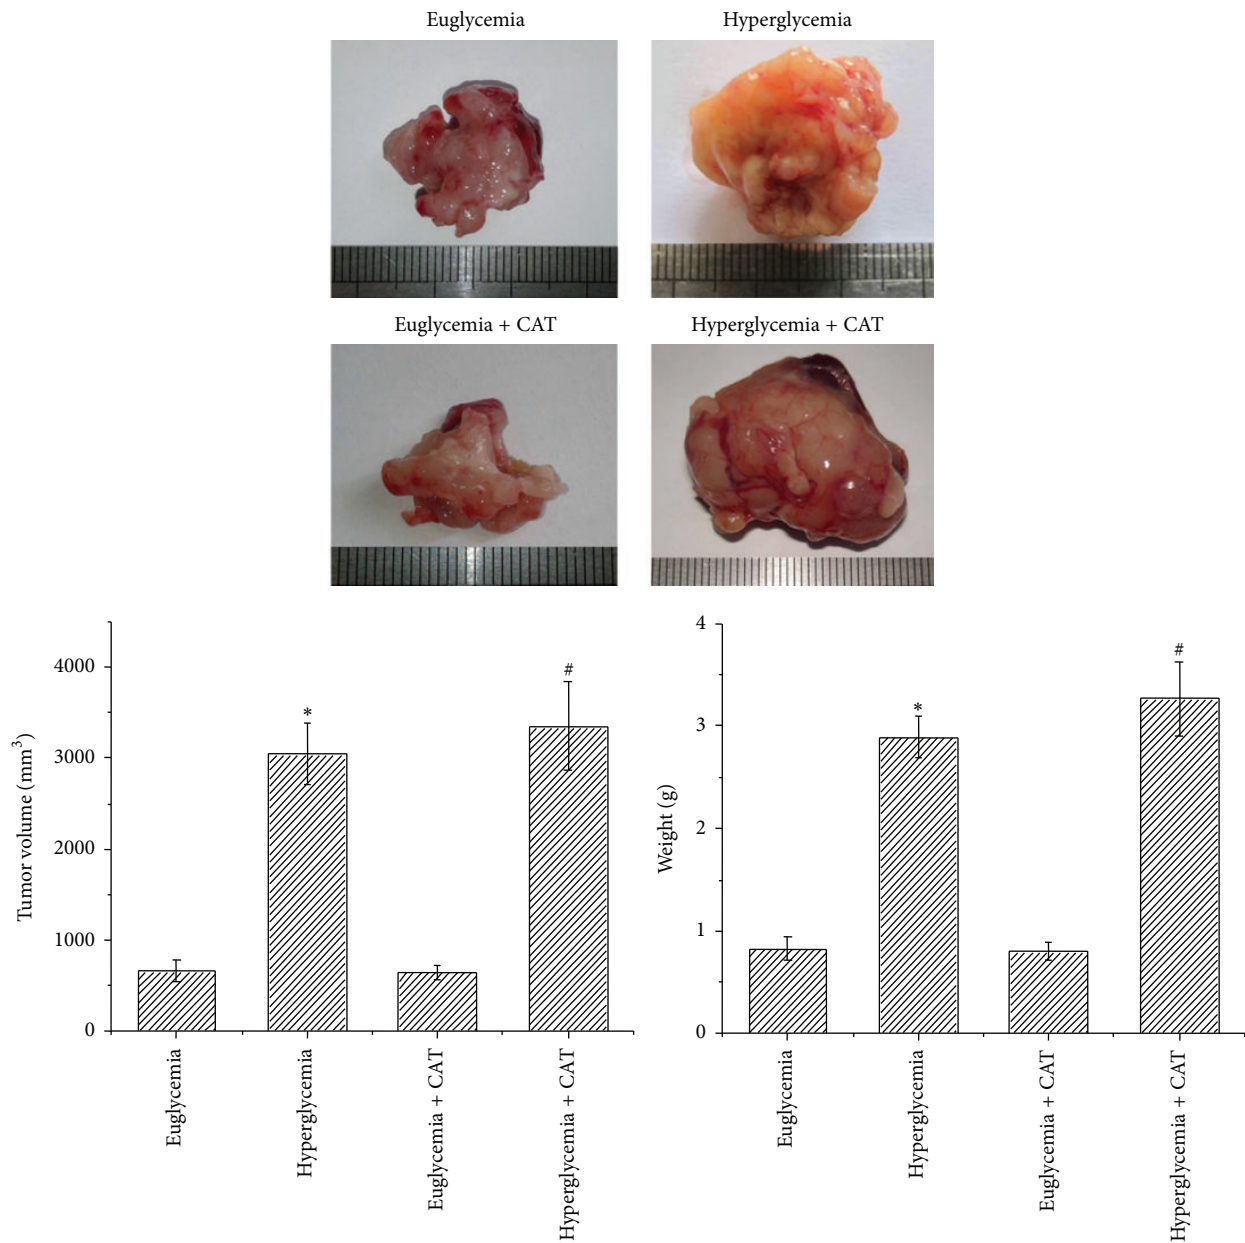 Euglycemia
Hyperglycemia
Euglycemia + CAT
Hyperglycemia + CAT
Tumor volume (mm³)
4000
3000
2000
1000
0
*
#
Euglycemia
Hyperglycemia
Euglycemia + CAT
Hyperglycemia + CAT
Weight (g)
4
3
2
1
0
*
#
Euglycemia
Hyperglycemia
Euglycemia + CAT
Hyperglycemia + CAT